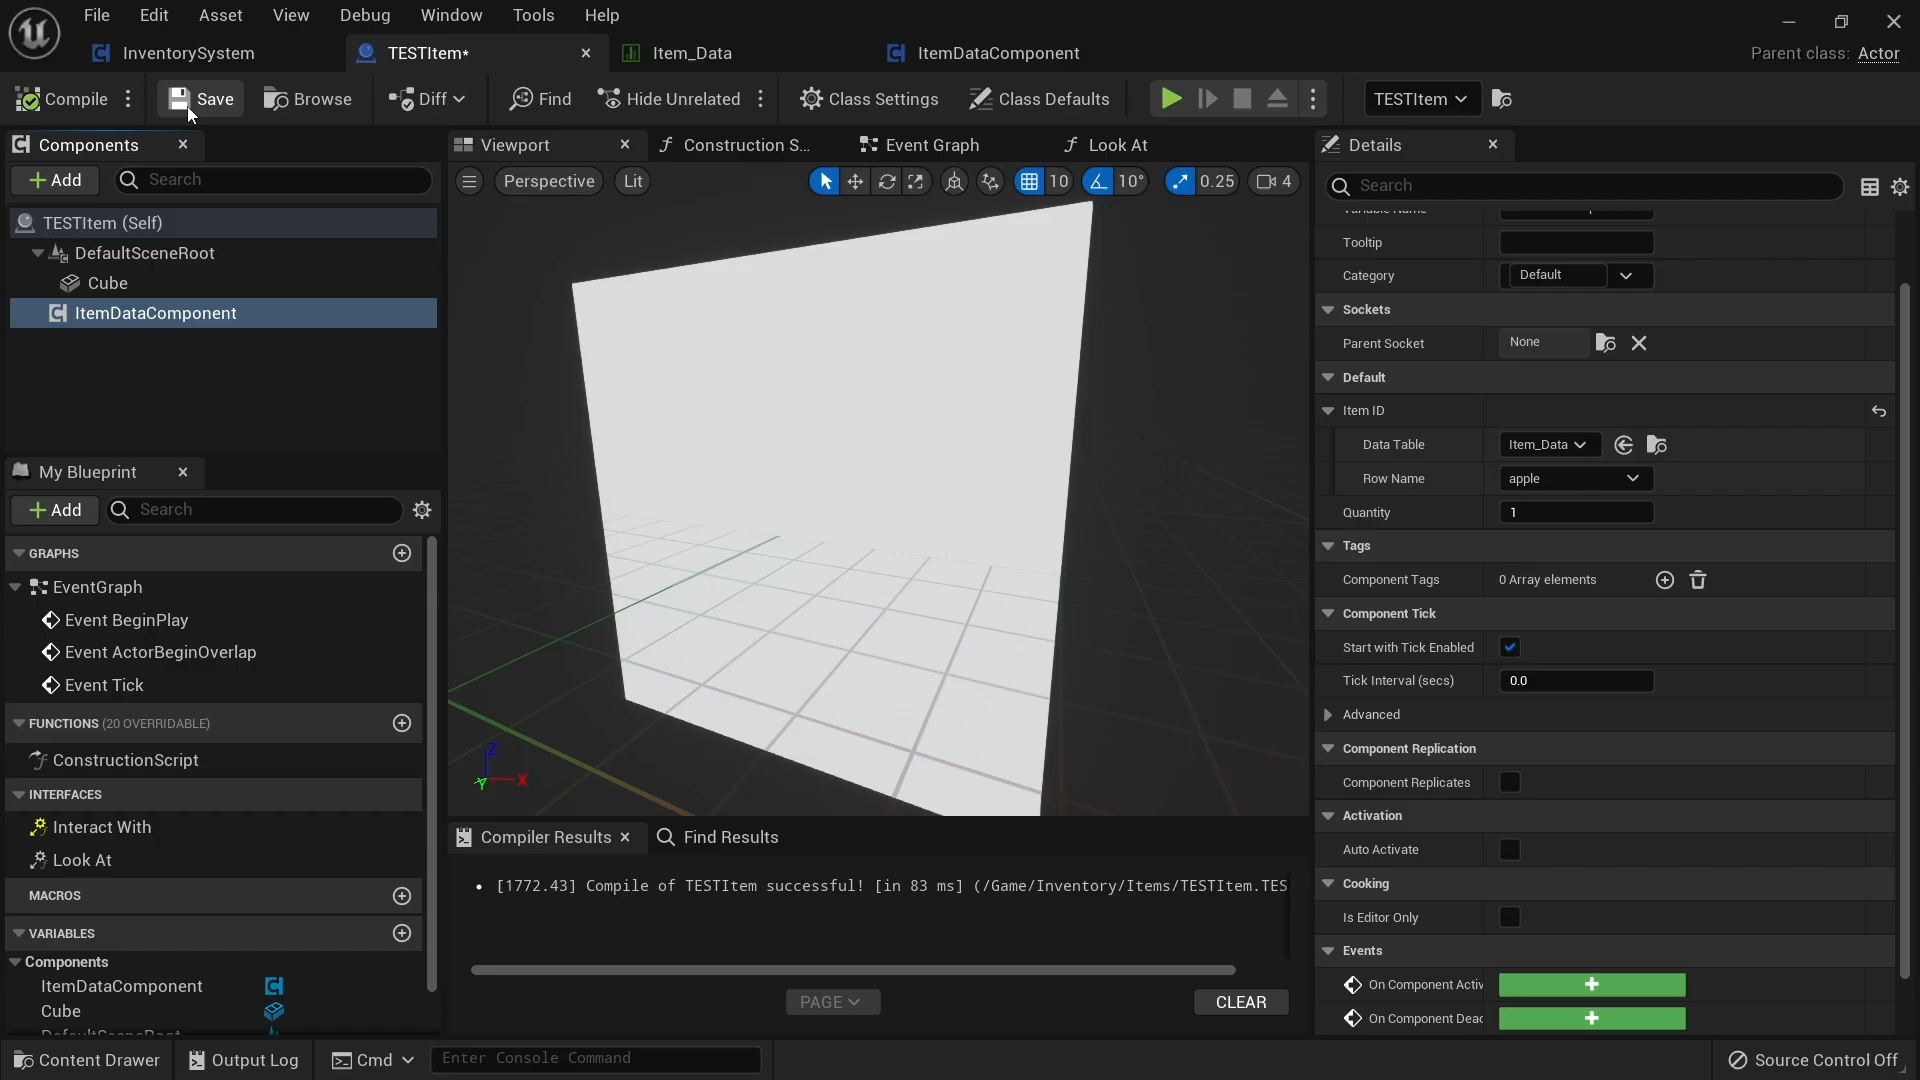 File Edit View Asset Debug Window Tools Help
InventorySystem
TESTItem*
Item_Data
ItemDataComponent
Parent class: Actor
Compile
Save
Browse
Diff
Find
Hide Unrelated
Class Settings
Class Defaults
TESTItem
Components
Add
Search
TESTItem (Self)
DefaultSceneRoot
Cube
ItemDataComponent
My Blueprint
Add
Search
GRAPHS
EventGraph
Event BeginPlay
Event ActorBeginOverlap
Event Tick
FUNCTIONS (20 OVERRIDABLE)
ConstructionScript
INTERFACES
Interact With
Look At
MACROS
VARIABLES
Components
ItemDataComponent
Cube
DefaultSceneRoot
Viewport
Construction S...
Event Graph
Look At
Perspective
Lit
10
10°
0.25
4
Z
X
Y
Compiler Results
Find Results
[1772.43] Compile of TESTItem successful! [in 83 ms] (/Game/Inventory/Items/TESTItem.TES
PAGE
CLEAR
Details
Search
Variable Name
Tooltip
Category Default
Sockets
Parent Socket None
Default
Item ID
Data Table Item_Data
Row Name apple
Quantity 1
Tags
Component Tags 0 Array elements
Component Tick
Start with Tick Enabled
Tick Interval (secs) 0.0
Advanced
Component Replication
Component Replicates
Activation
Auto Activate
Cooking
Is Editor Only
Events
On Component Activ
On Component Deac
Content Drawer
Output Log
Cmd
Enter Console Command
Source Control Off